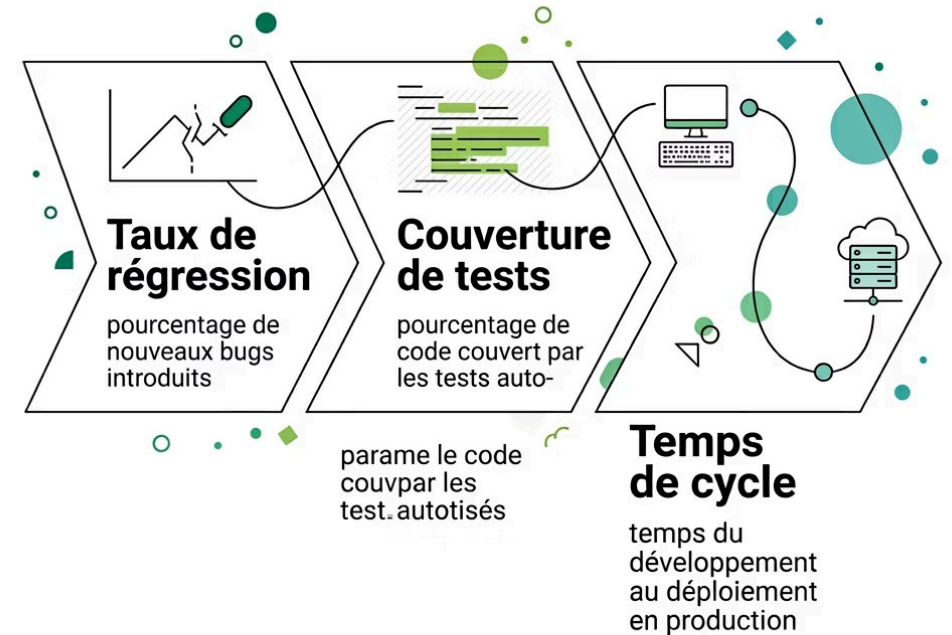 Taux de
régression
pourcentage de
nouveaux bugs
introduits
Couverture
de tests
pourcentage de
code couvert par
les tests auto-
parame le code
couvpar les
test. autotisés
Temps
de cycle
temps du
développement
au déploiement
en production